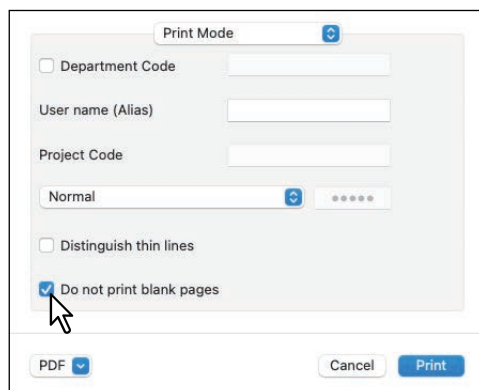 Print Mode
Department Code
User name (Alias)
Project Code
Normal
Distinguish thin lines
Do not print blank pages
PDF Cancel Print